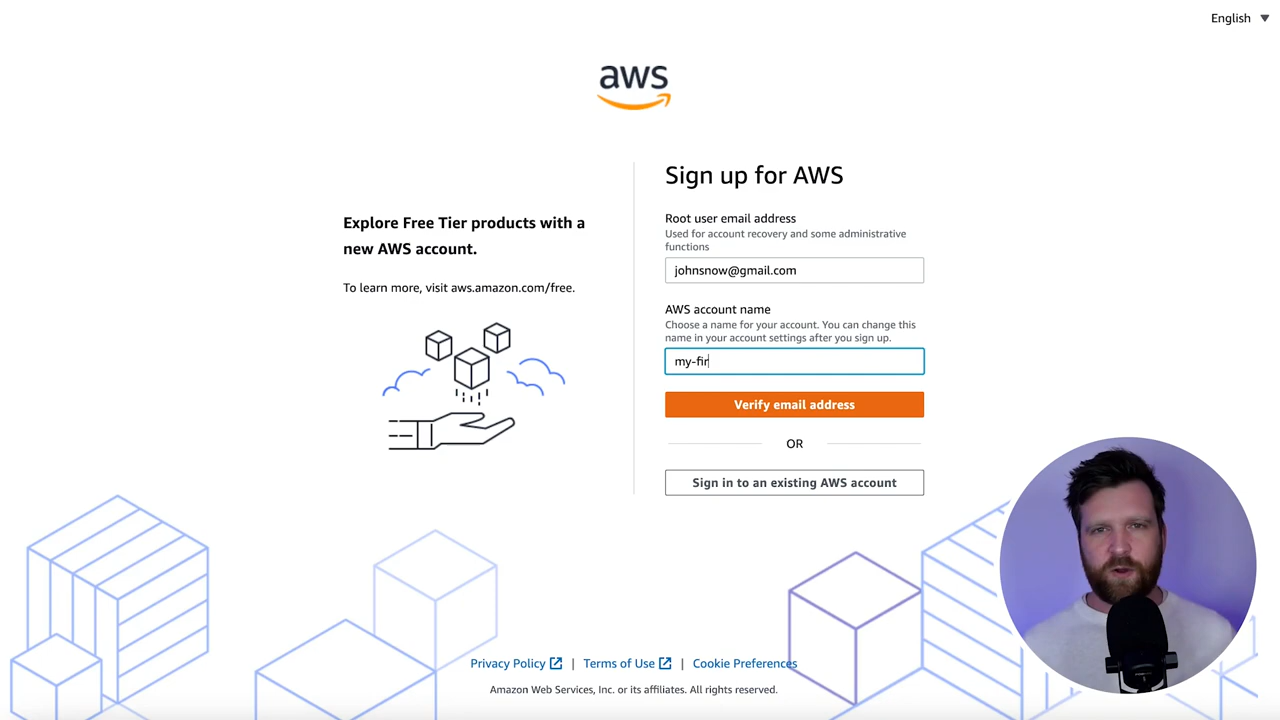 English
aws
Explore Free Tier products with a
new AWS account.
To learn more, visit aws.amazon.com/free.
Sign up for AWS
Root user email address
Used for account recovery and some administrative
functions
johnsnow@gmail.com
AWS account name
Choose a name for your account. You can change this
name in your account settings after you sign up.
my-fir
Verify email address
OR
Sign in to an existing AWS account
Privacy Policy | Terms of Use | Cookie Preferences
Amazon Web Services, Inc. or its affiliates. All rights reserved.